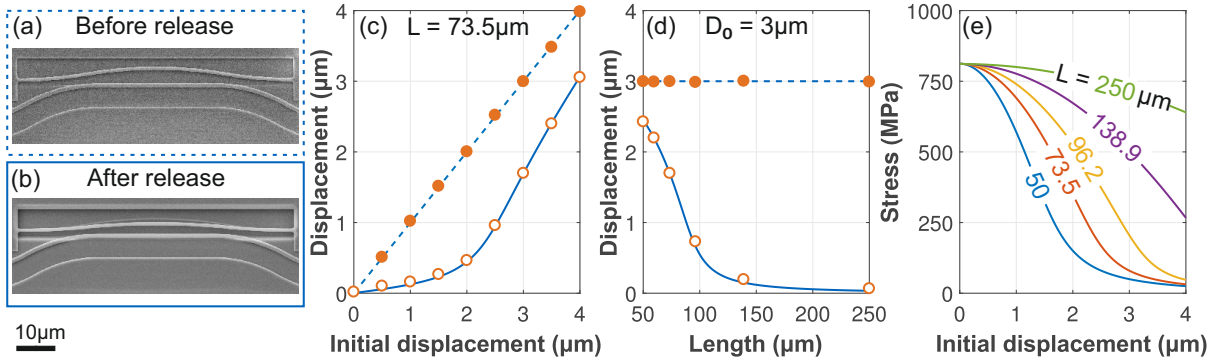 (a) Before release
(b) After release
10μm
(c) L = 73.5μm
Displacement (μm)
4
3
2
1
0
0 1 2 3 4
Initial displacement (μm)
(d) D₀ = 3μm
Displacement (μm)
4
3
2
1
0
50 100 150 200 250
Length (μm)
(e)
Stress (MPa)
1000
750
500
250
0
L = 250 μm
138.9
96.2
73.5
50
0 1 2 3 4
Initial displacement (μm)